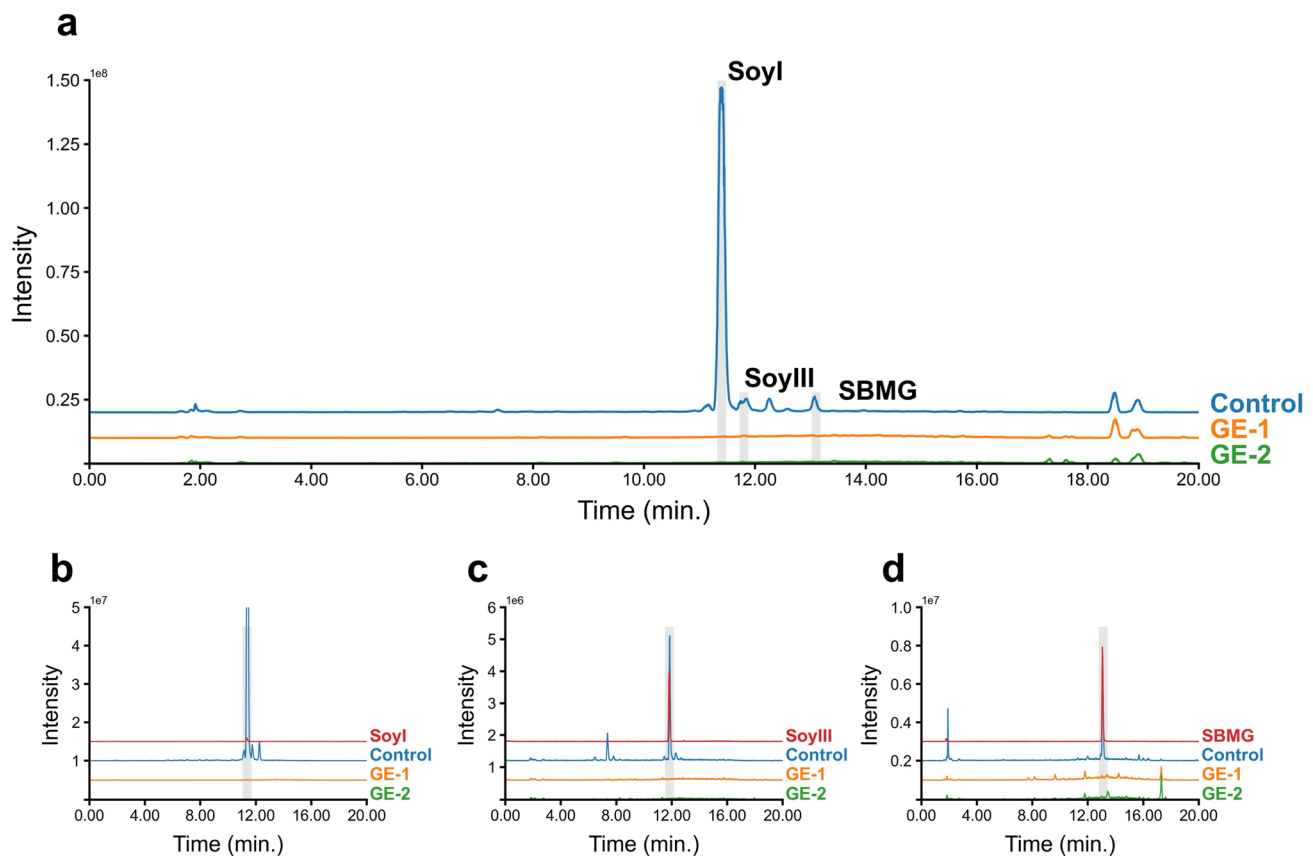 a
1e8
1.50
1.25
1.00
0.75
0.50
0.25
Intensity
SoyI
SoyIII
SBMG
Control
GE-1
GE-2
0.00 2.00 4.00 6.00 8.00 10.00 12.00 14.00 16.00 18.00 20.00
Time (min.)
b
1e7
5
4
3
2
1
Intensity
SoyI
Control
GE-1
GE-2
0.00 4.00 8.00 12.00 16.00 20.00
Time (min.)
c
1e6
6
5
4
3
2
1
Intensity
SoyIII
Control
GE-1
GE-2
0.00 4.00 8.00 12.00 16.00 20.00
Time (min.)
d
1e7
1.0
0.8
0.6
0.4
0.2
Intensity
SBMG
Control
GE-1
GE-2
0.00 4.00 8.00 12.00 16.00 20.00
Time (min.)